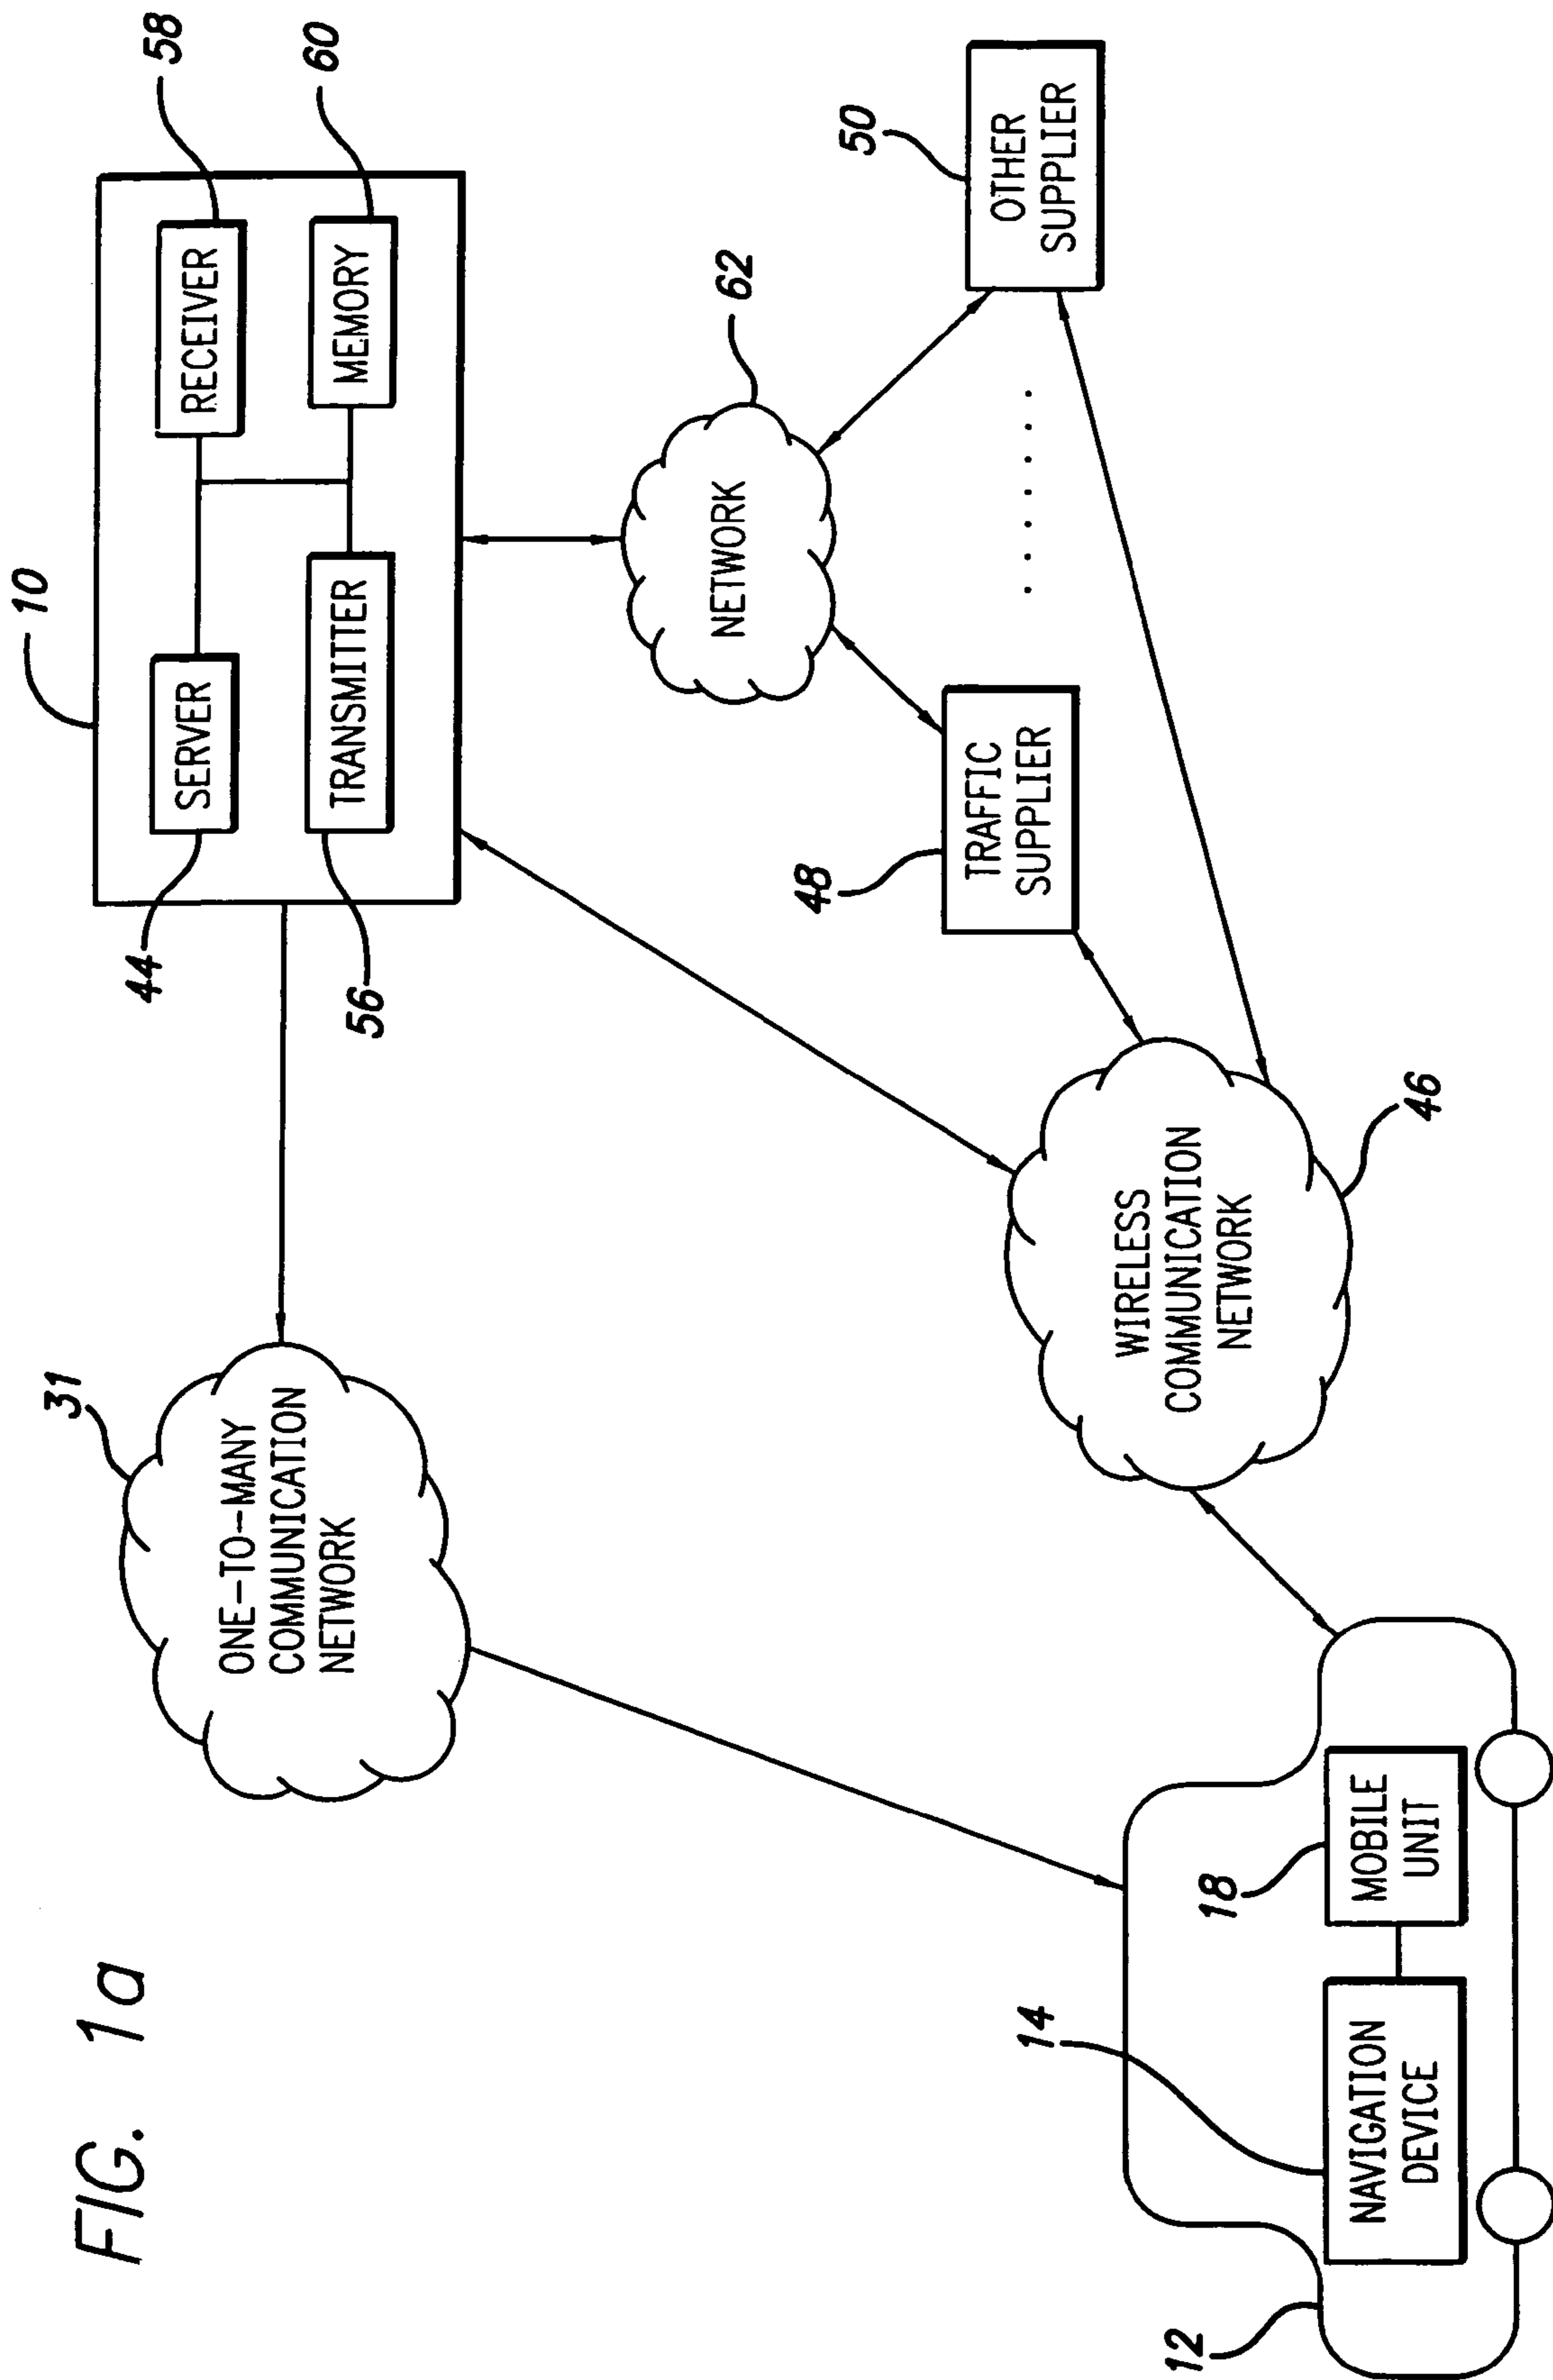 FIG. 1a
10
SERVER
44
RECEIVER
58
TRANSMITTER
56
MEMORY
60
31
ONE-TO-MANY
COMMUNICATION
NETWORK
NETWORK
62
TRAFFIC
SUPPLIER
48
. . . . . . .
OTHER
SUPPLIER
50
WIRELESS
COMMUNICATION
NETWORK
46
12
14
NAVIGATION
DEVICE
18
MOBILE
UNIT